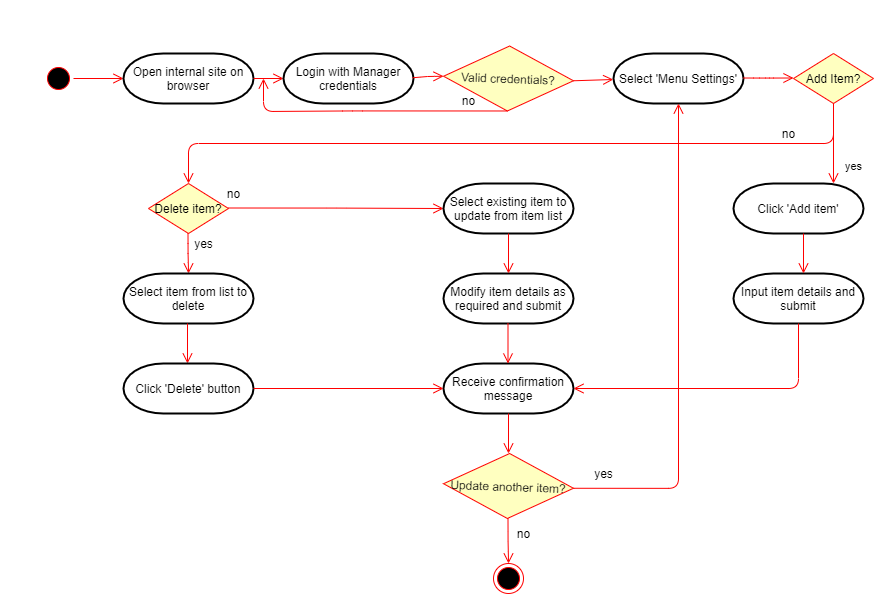 Open internal site on
browser
Login with Manager
credentials
Valid credentials?
no
Select 'Menu Settings'
Add Item?
no
yes
Delete item?
no
yes
Select existing item to
update from item list
Click 'Add item'
Select item from list to
delete
Modify item details as
required and submit
Input item details and
submit
Click 'Delete' button
Receive confirmation
message
Update another item?
yes
no